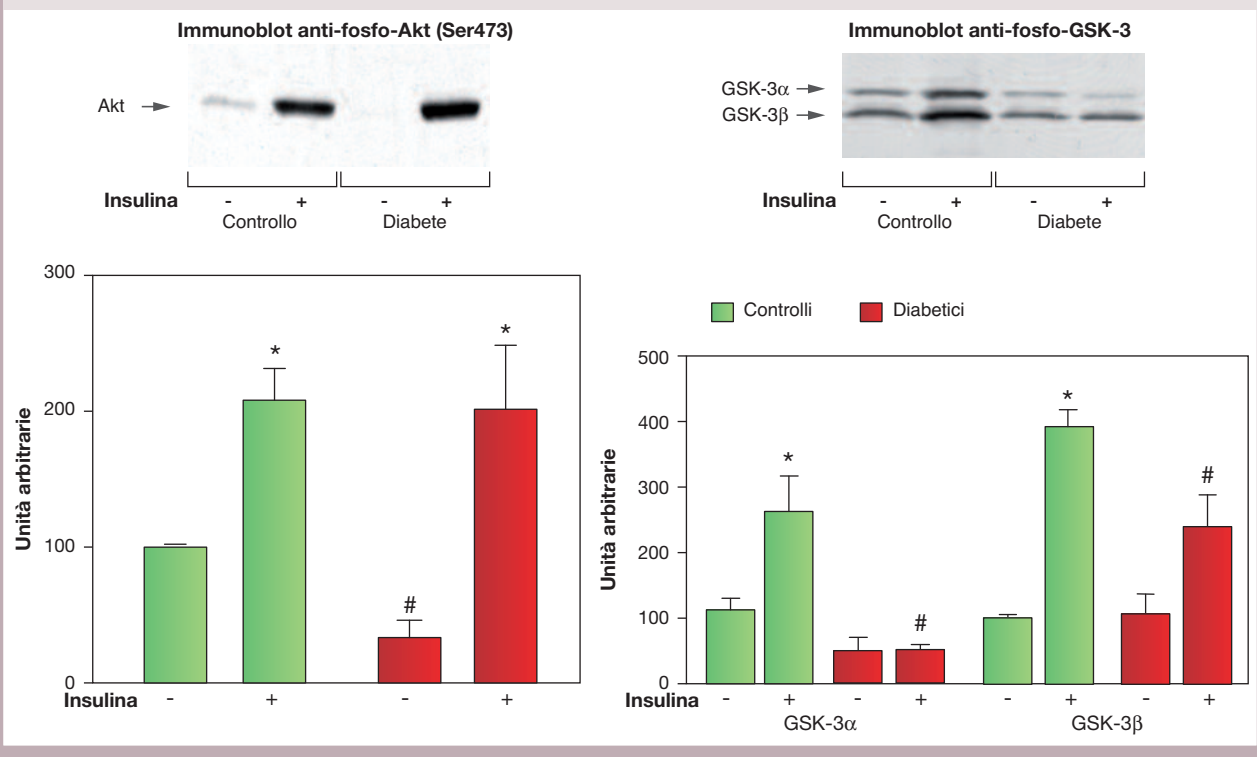 Immunoblot anti-fosfo-Akt (Ser473)
Akt
Insulina - + - +
Controllo Diabete
Immunoblot anti-fosfo-GSK-3
GSK-3α
GSK-3β
Insulina - + - +
Controllo Diabete
300
200
100
0
Unità arbitrarie
* # *
Insulina - + - +
Controlli Diabetici
500
400
300
200
100
0
Unità arbitrarie
* # * #
Insulina - + - + - + - +
GSK-3α GSK-3β